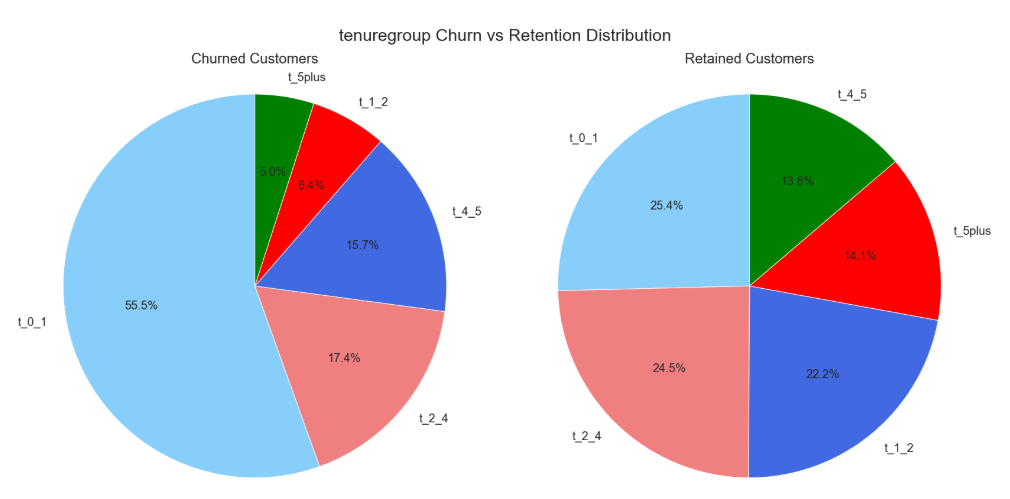 tenuregroup Churn vs Retention Distribution
Churned Customers
t_5plus
t_1_2
5.0%
6.4%
t_4_5
15.7%
55.5%
t_0_1
17.4%
t_2_4
Retained Customers
t_4_5
t_0_1
13.8%
25.4%
t_5plus
14.1%
24.5%
22.2%
t_2_4
t_1_2